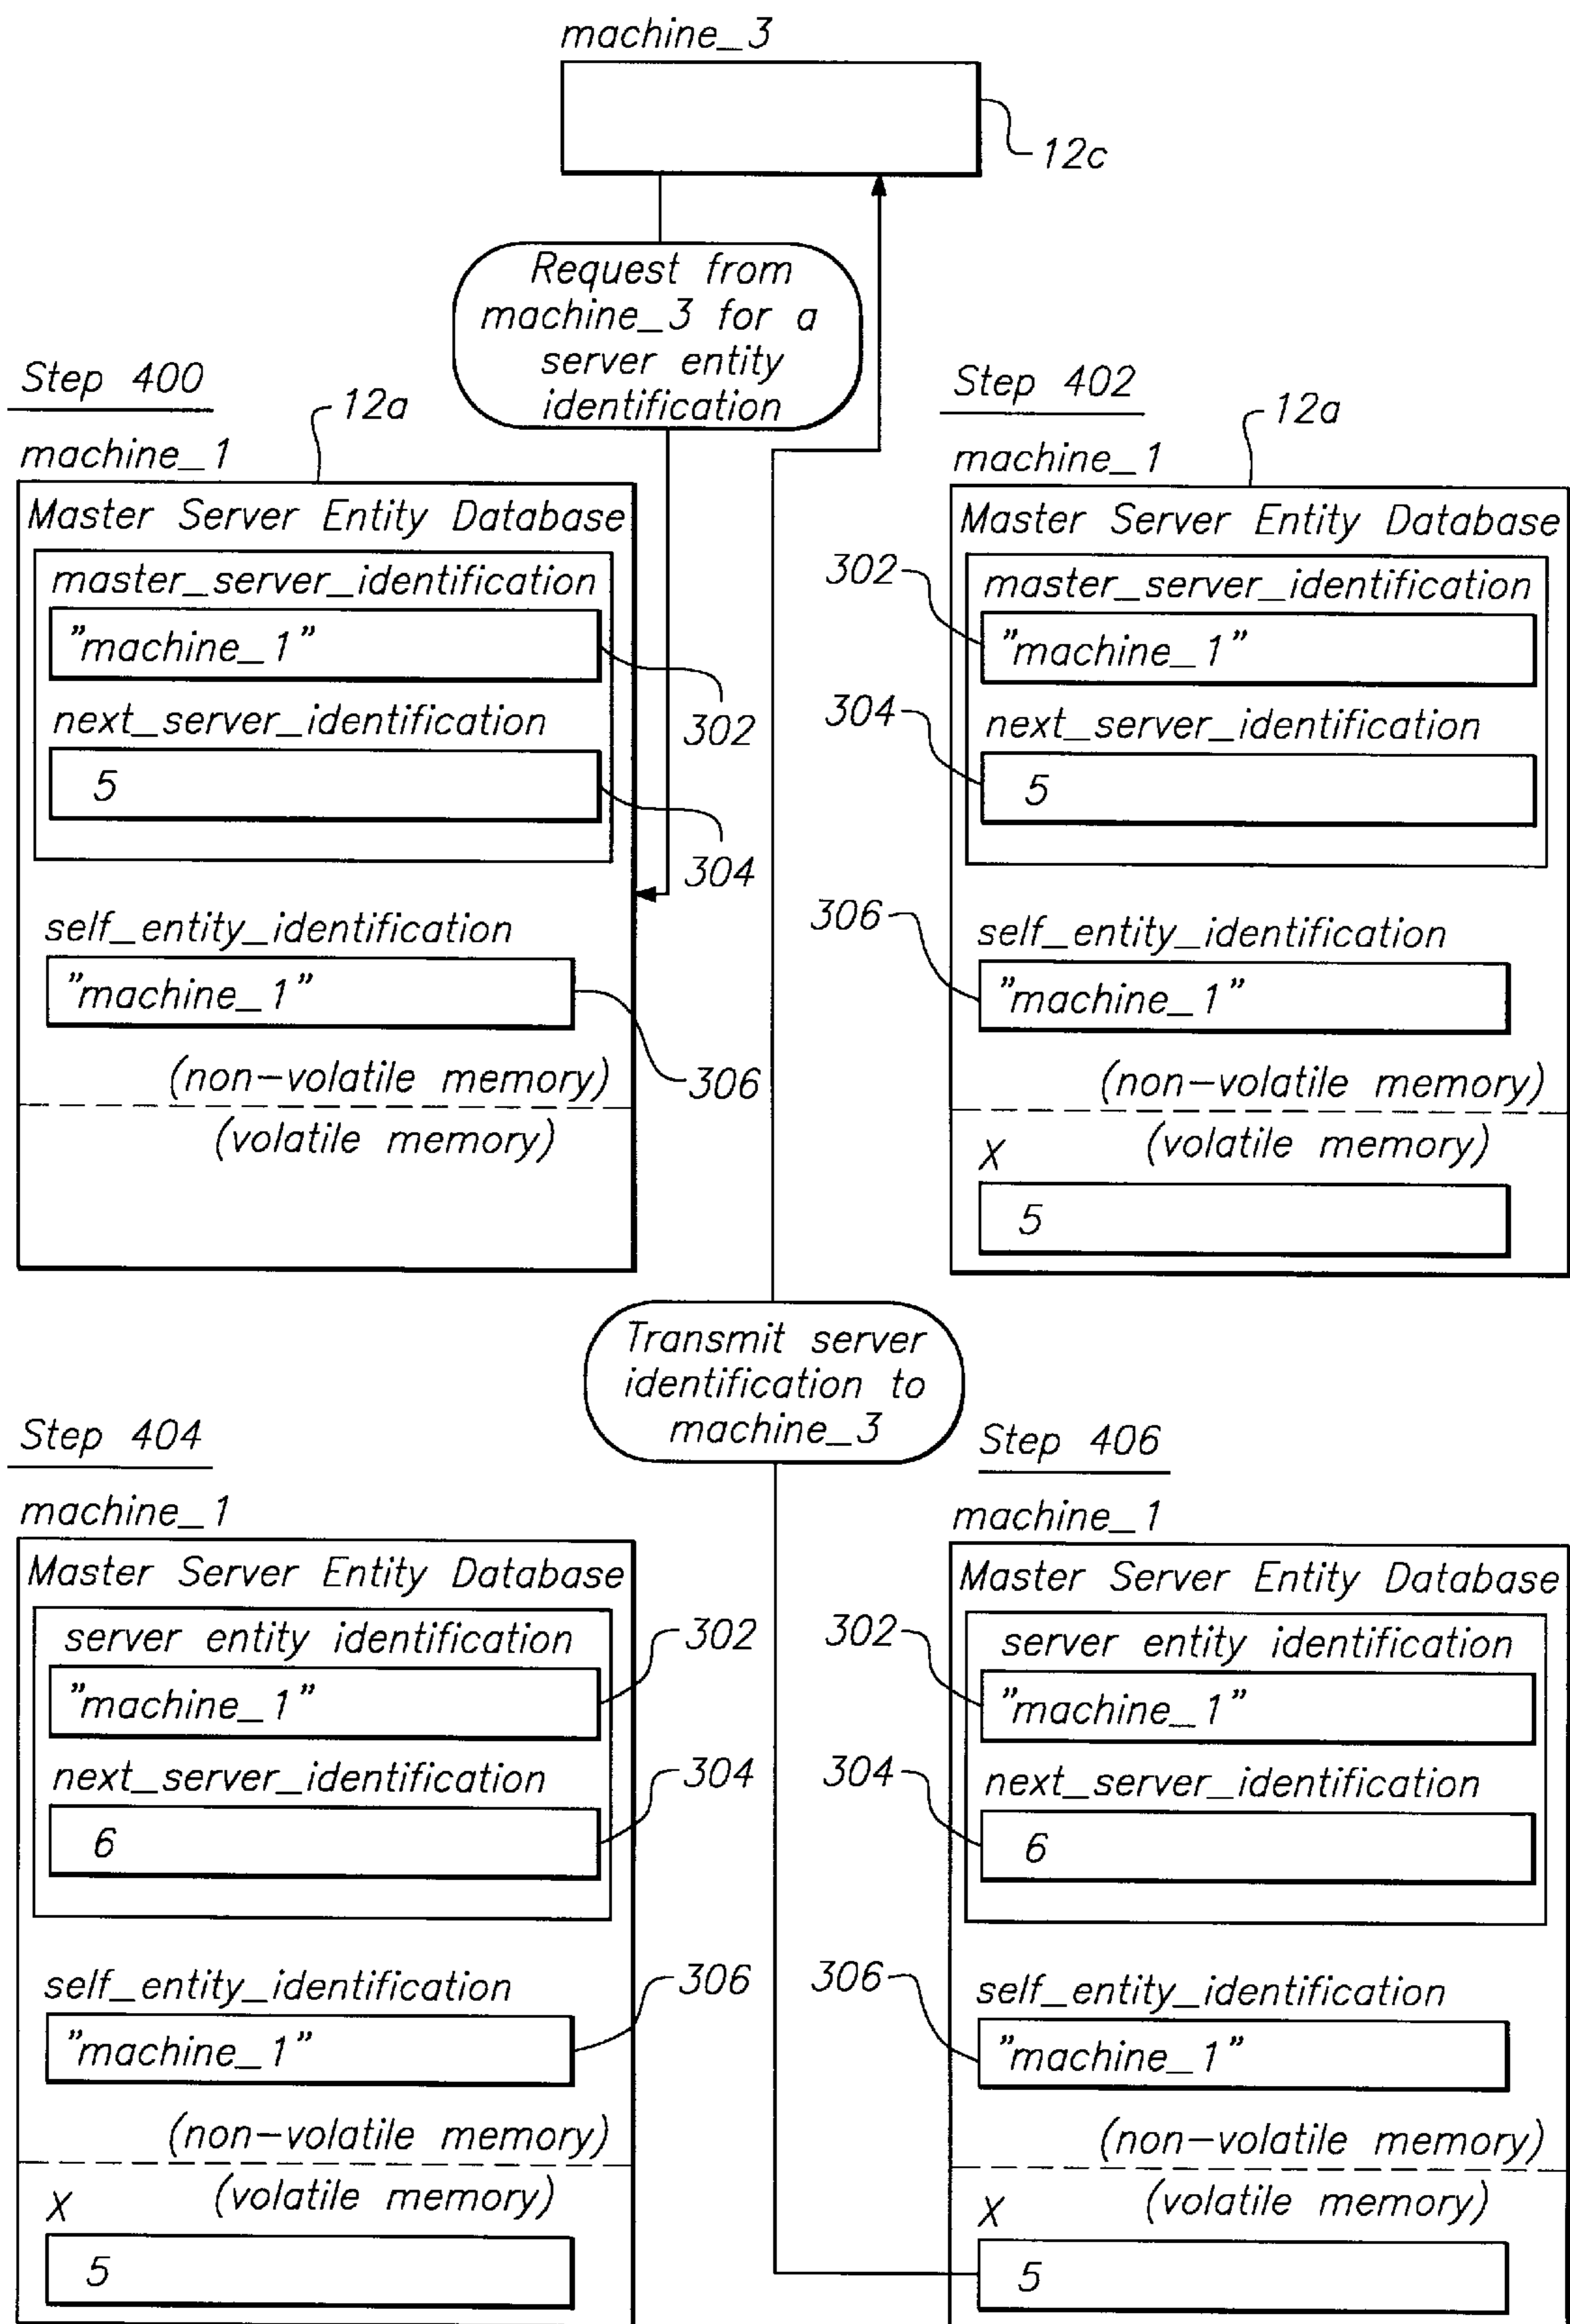 machine_3
12c
Request from
machine_3 for a
server entity
identification
Step 400
12a
machine_1
Master Server Entity Database
master_server_identification
"machine_1"
302
next_server_identification
5
304
self_entity_identification
"machine_1"
306
(non-volatile memory)
(volatile memory)
Step 402
12a
machine_1
Master Server Entity Database
302
master_server_identification
"machine_1"
304
next_server_identification
5
306
self_entity_identification
"machine_1"
(non-volatile memory)
(volatile memory)
X
5
Transmit server
identification to
machine_3
Step 404
machine_1
Master Server Entity Database
server entity identification
302
"machine_1"
next_server_identification
304
6
self_entity_identification
306
"machine_1"
(non-volatile memory)
(volatile memory)
X
5
Step 406
machine_1
Master Server Entity Database
302
server entity identification
"machine_1"
304
next_server_identification
6
306
self_entity_identification
"machine_1"
(non-volatile memory)
(volatile memory)
X
5